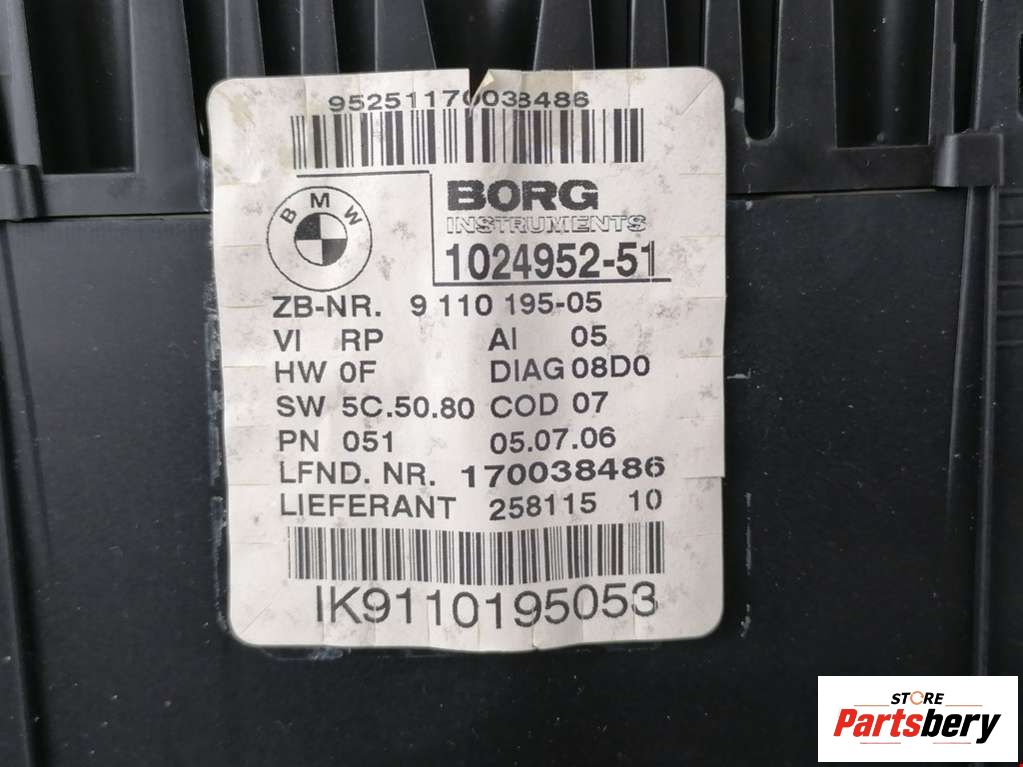 95251170038486
BMW
BORG
INSTRUMENTS
1024952-51
ZB-NR. 9 110 195-05
VI RP AI 05
HW 0F DIAG 08D0
SW 5C.50.80 COD 07
PN 051 05.07.06
LFND. NR. 170038486
LIEFERANT 258115 10
IK9110195053
STORE
Partsbery